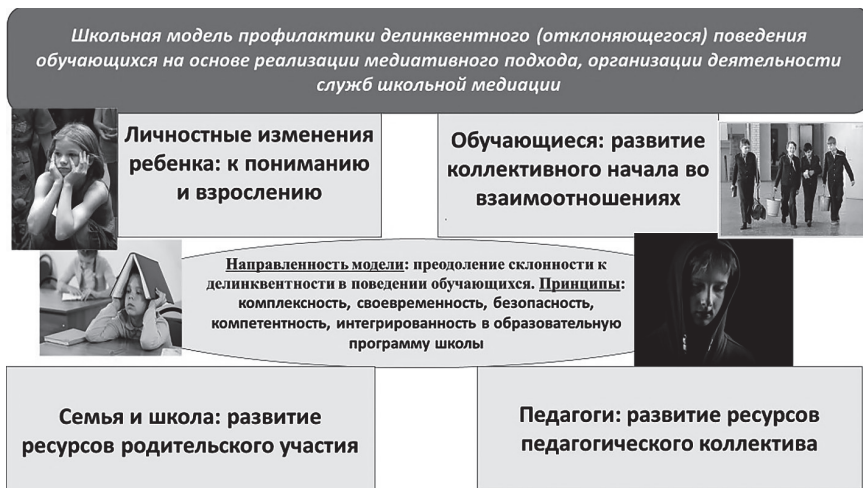 Школьная модель профилактики делинквентного (отклоняющегося) поведения
обучающихся на основе реализации медиативного подхода, организации деятельности
служб школьной медиации
Личностные изменения
ребенка: к пониманию
и взрослению
Обучающиеся: развитие
коллективного начала во
взаимоотношениях
Направленность модели: преодоление склонности к
делинквентности в поведении обучающихся. Принципы:
комплексность, своевременность, безопасность,
компетентность, интегрированность в образовательную
программу школы
Семья и школа: развитие
ресурсов родительского участия
Педагоги: развитие ресурсов
педагогического коллектива